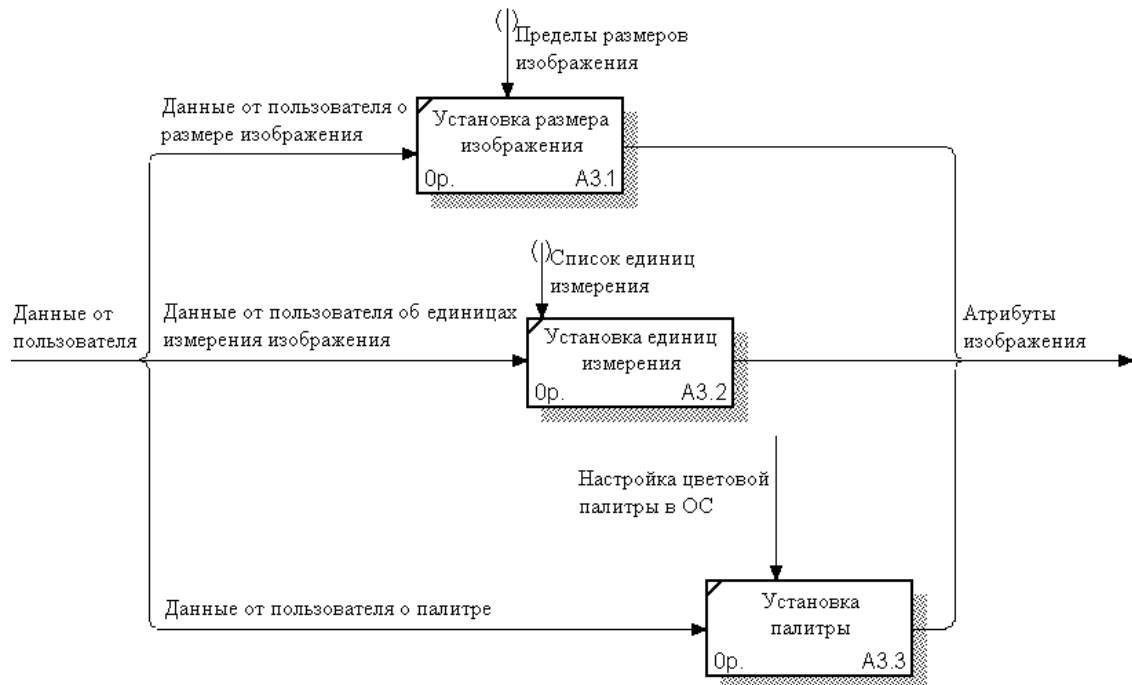 ( )
Пределы размеров
изображения
Данные от пользователя о
размере изображения
Установка размера
изображения
0р. А3.1
( )
Список единиц
измерения
Данные от
пользователя
Данные от пользователя об единицах
измерения изображения
Установка единиц
измерения
0р. А3.2
Атрибуты
изображения
Настройка цветовой
палитры в ОС
Данные от пользователя о палитре
Установка
палитры
0р. А3.3